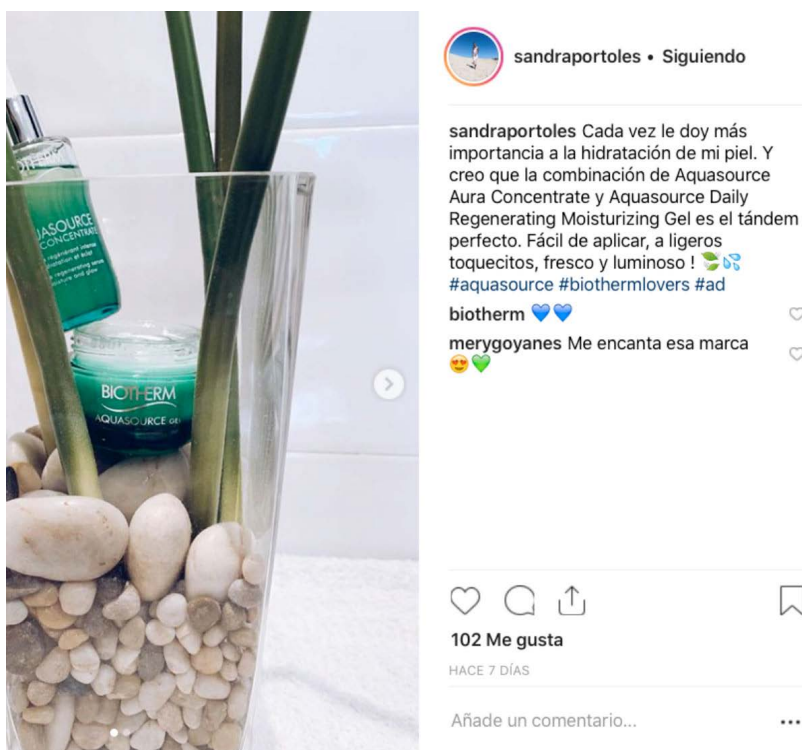 BIOTHERM
AQUASOURCE GEL
sandraportoles • Siguiendo
sandraportoles Cada vez le doy más
importancia a la hidratación de mi piel. Y
creo que la combinación de Aquasource
Aura Concentrate y Aquasource Daily
Regenerating Moisturizing Gel es el tándem
perfecto. Fácil de aplicar, a ligeros
toquecitos, fresco y luminoso ! 🍃💦
#aquasource #biothermlovers #ad
biotherm 💙💙
merygoyanes Me encanta esa marca
😍💚
102 Me gusta
HACE 7 DÍAS
Añade un comentario...